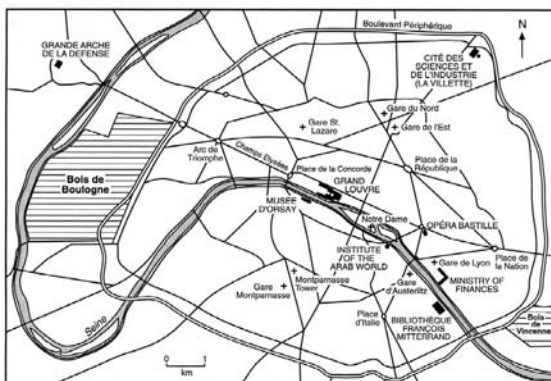 Boulevard Périphérique
N
GRANDE ARCHE
DE LA DEFENSE
CITÉ DES
SCIENCES ET
DE L'INDUSTRIE
(LA VILLETTE)
Gare du Nord
Gare St.
Lazare
Gare de l'Est
Arc de
Triomphe
Champs Elysées
Place de la Concorde
Place de la
République
Bois de
Boulogne
GRAND
LOUVRE
MUSEE
D'ORSAY
Notre Dame
OPÉRA BASTILLE
INSTITUTE
OF THE
ARAB WORLD
Place de
la Nation
Gare de Lyon
MINISTRY OF
FINANCES
Gare
Montparnasse
Montparnasse
Tower
Gare
d'Austerlitz
Seine
Place
d'Italie
BIBLIOTHÈQUE
FRANÇOIS
MITTERRAND
Bois
de
Vincennes
0 1
km